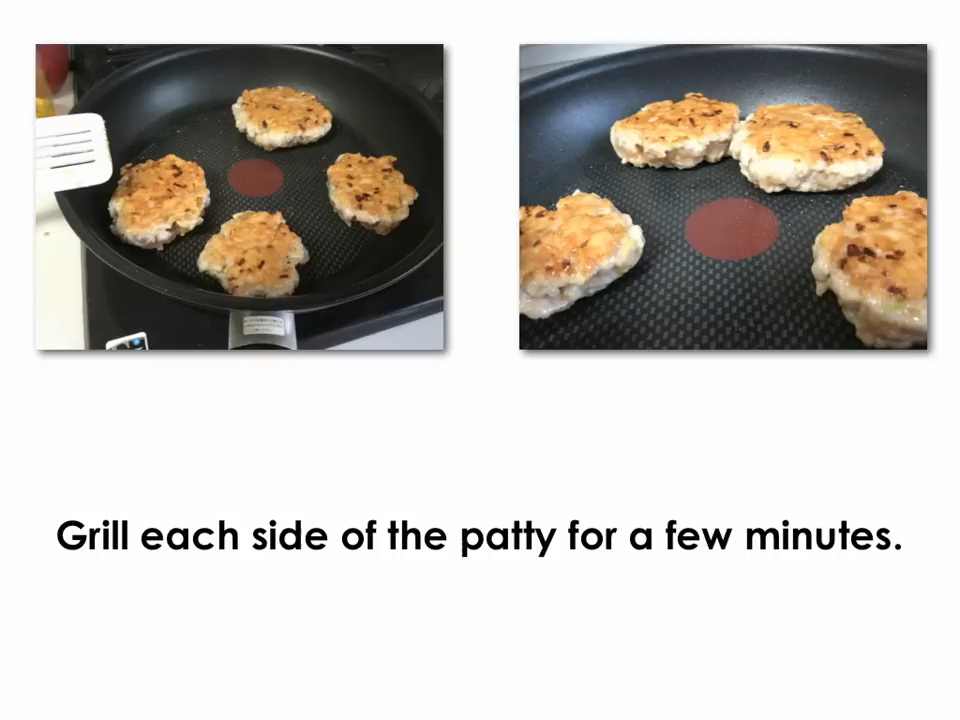 Grill each side of the patty for a few minutes.